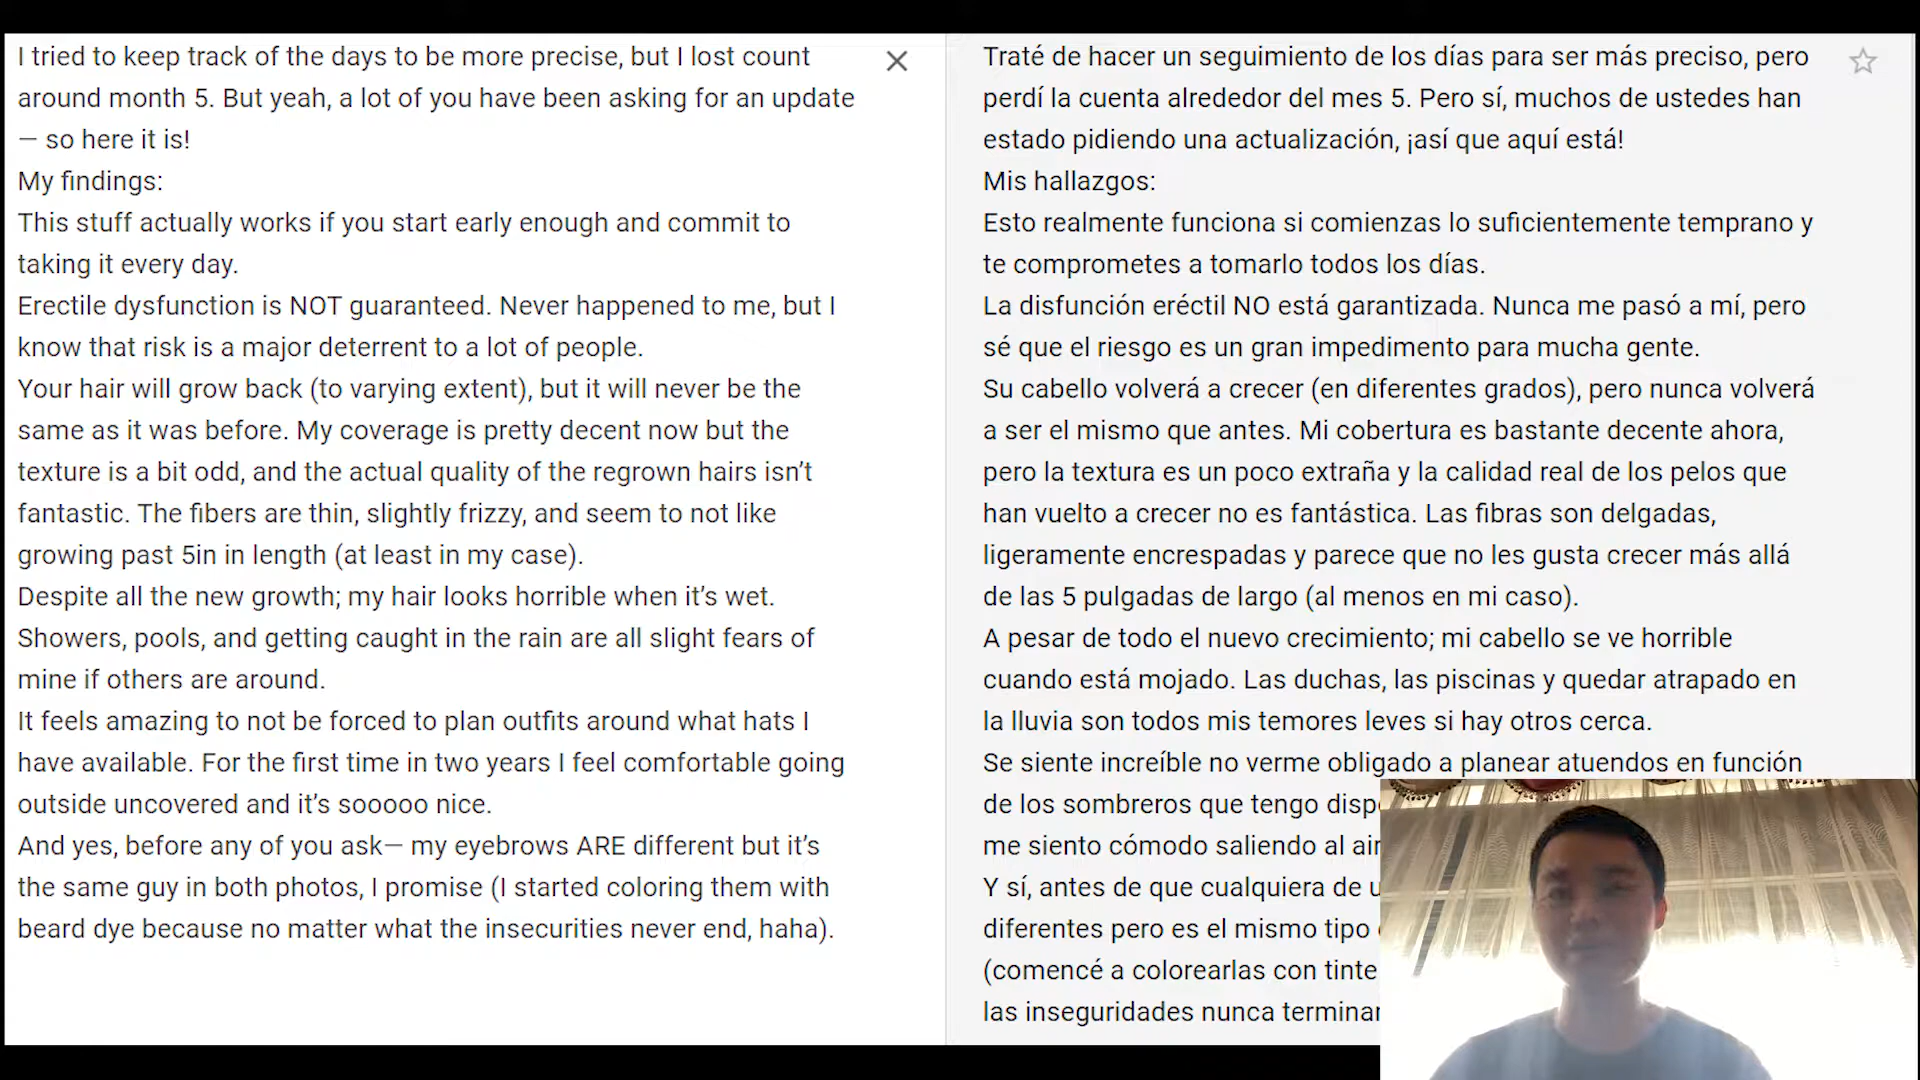 I tried to keep track of the days to be more precise, but I lost count
around month 5. But yeah, a lot of you have been asking for an update
— so here it is!
My findings:
This stuff actually works if you start early enough and commit to
taking it every day.
Erectile dysfunction is NOT guaranteed. Never happened to me, but I
know that risk is a major deterrent to a lot of people.
Your hair will grow back (to varying extent), but it will never be the
same as it was before. My coverage is pretty decent now but the
texture is a bit odd, and the actual quality of the regrown hairs isn’t
fantastic. The fibers are thin, slightly frizzy, and seem to not like
growing past 5in in length (at least in my case).
Despite all the new growth; my hair looks horrible when it’s wet.
Showers, pools, and getting caught in the rain are all slight fears of
mine if others are around.
It feels amazing to not be forced to plan outfits around what hats I
have available. For the first time in two years I feel comfortable going
outside uncovered and it’s sooooo nice.
And yes, before any of you ask— my eyebrows ARE different but it’s
the same guy in both photos, I promise (I started coloring them with
beard dye because no matter what the insecurities never end, haha).
Traté de hacer un seguimiento de los días para ser más preciso, pero
perdí la cuenta alrededor del mes 5. Pero sí, muchos de ustedes han
estado pidiendo una actualización, ¡así que aquí está!
Mis hallazgos:
Esto realmente funciona si comienzas lo suficientemente temprano y
te comprometes a tomarlo todos los días.
La disfunción eréctil NO está garantizada. Nunca me pasó a mí, pero
sé que el riesgo es un gran impedimento para mucha gente.
Su cabello volverá a crecer (en diferentes grados), pero nunca volverá
a ser el mismo que antes. Mi cobertura es bastante decente ahora,
pero la textura es un poco extraña y la calidad real de los pelos que
han vuelto a crecer no es fantástica. Las fibras son delgadas,
ligeramente encrespadas y parece que no les gusta crecer más allá
de las 5 pulgadas de largo (al menos en mi caso).
A pesar de todo el nuevo crecimiento; mi cabello se ve horrible
cuando está mojado. Las duchas, las piscinas y quedar atrapado en
la lluvia son todos mis temores leves si hay otros cerca.
Se siente increíble no verme obligado a planear atuendos en función
de los sombreros que tengo
me siento cómodo saliendo al
Y sí, antes de que cualquiera de
diferentes pero es el mismo tipo
(comencé a colorearlas con tinte
las inseguridades nunca